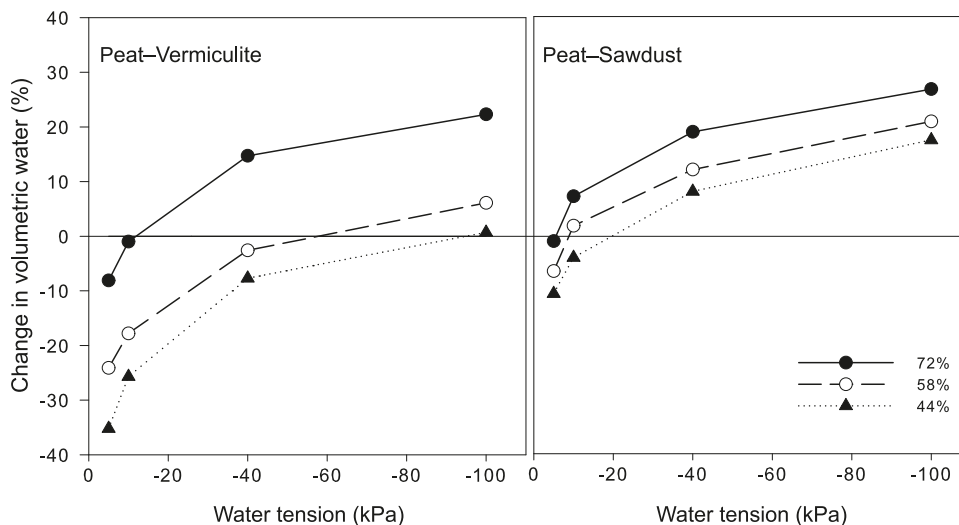 40
30
20
10
0
-10
-20
-30
-40
Change in volumetric water (%)
Peat–Vermiculite
Peat–Sawdust
72%
58%
44%
0 -20 -40 -60 -80 -100
0 -20 -40 -60 -80 -100
Water tension (kPa)
Water tension (kPa)